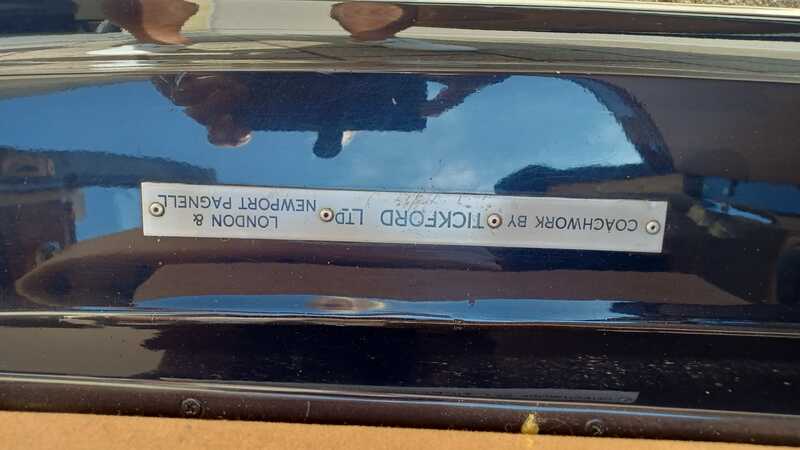 COACHWORK BY TICKFORD LTD LONDON &
NEWPORT PAGNELL